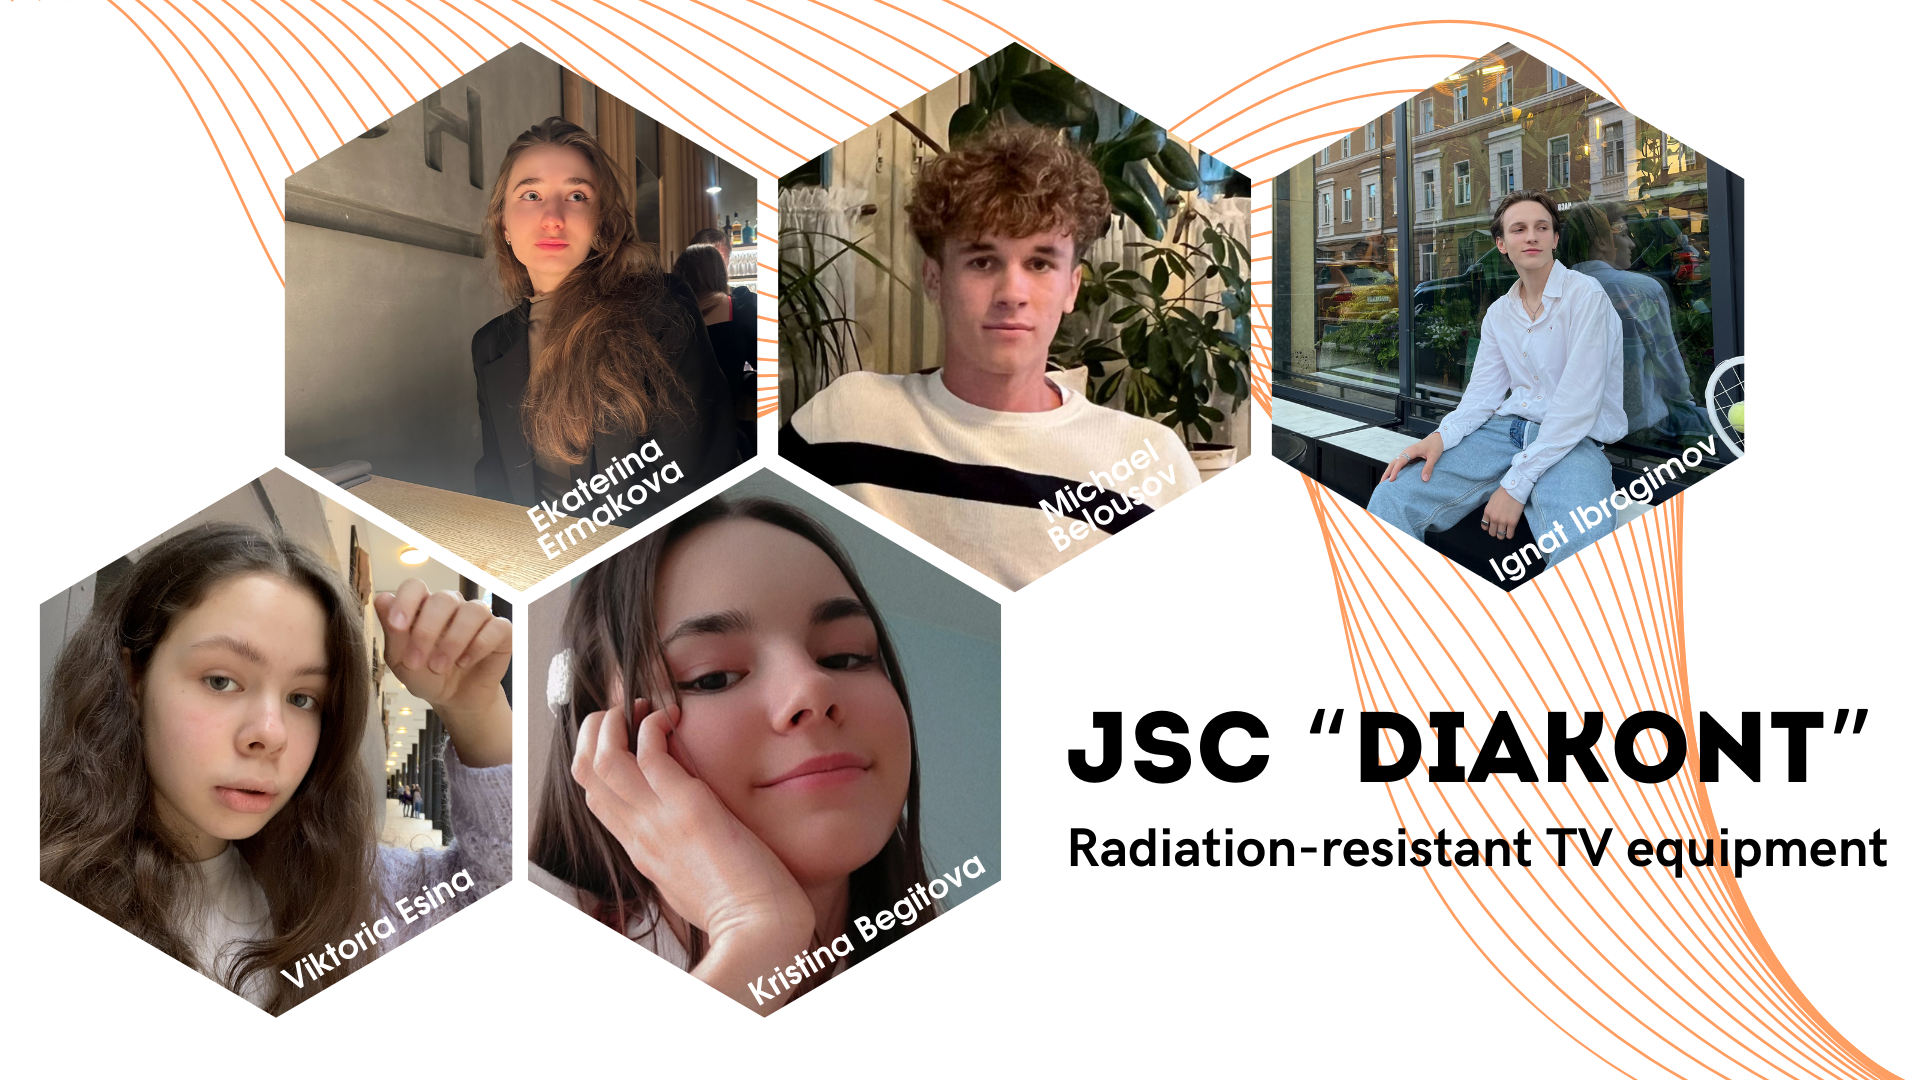 H
Ekaterina
Ermakova
Michael
Belousov
Ignat Ibragimov
Viktoria Esina
Kristina Begitova
JSC “DIAKONT”
Radiation-resistant TV equipment